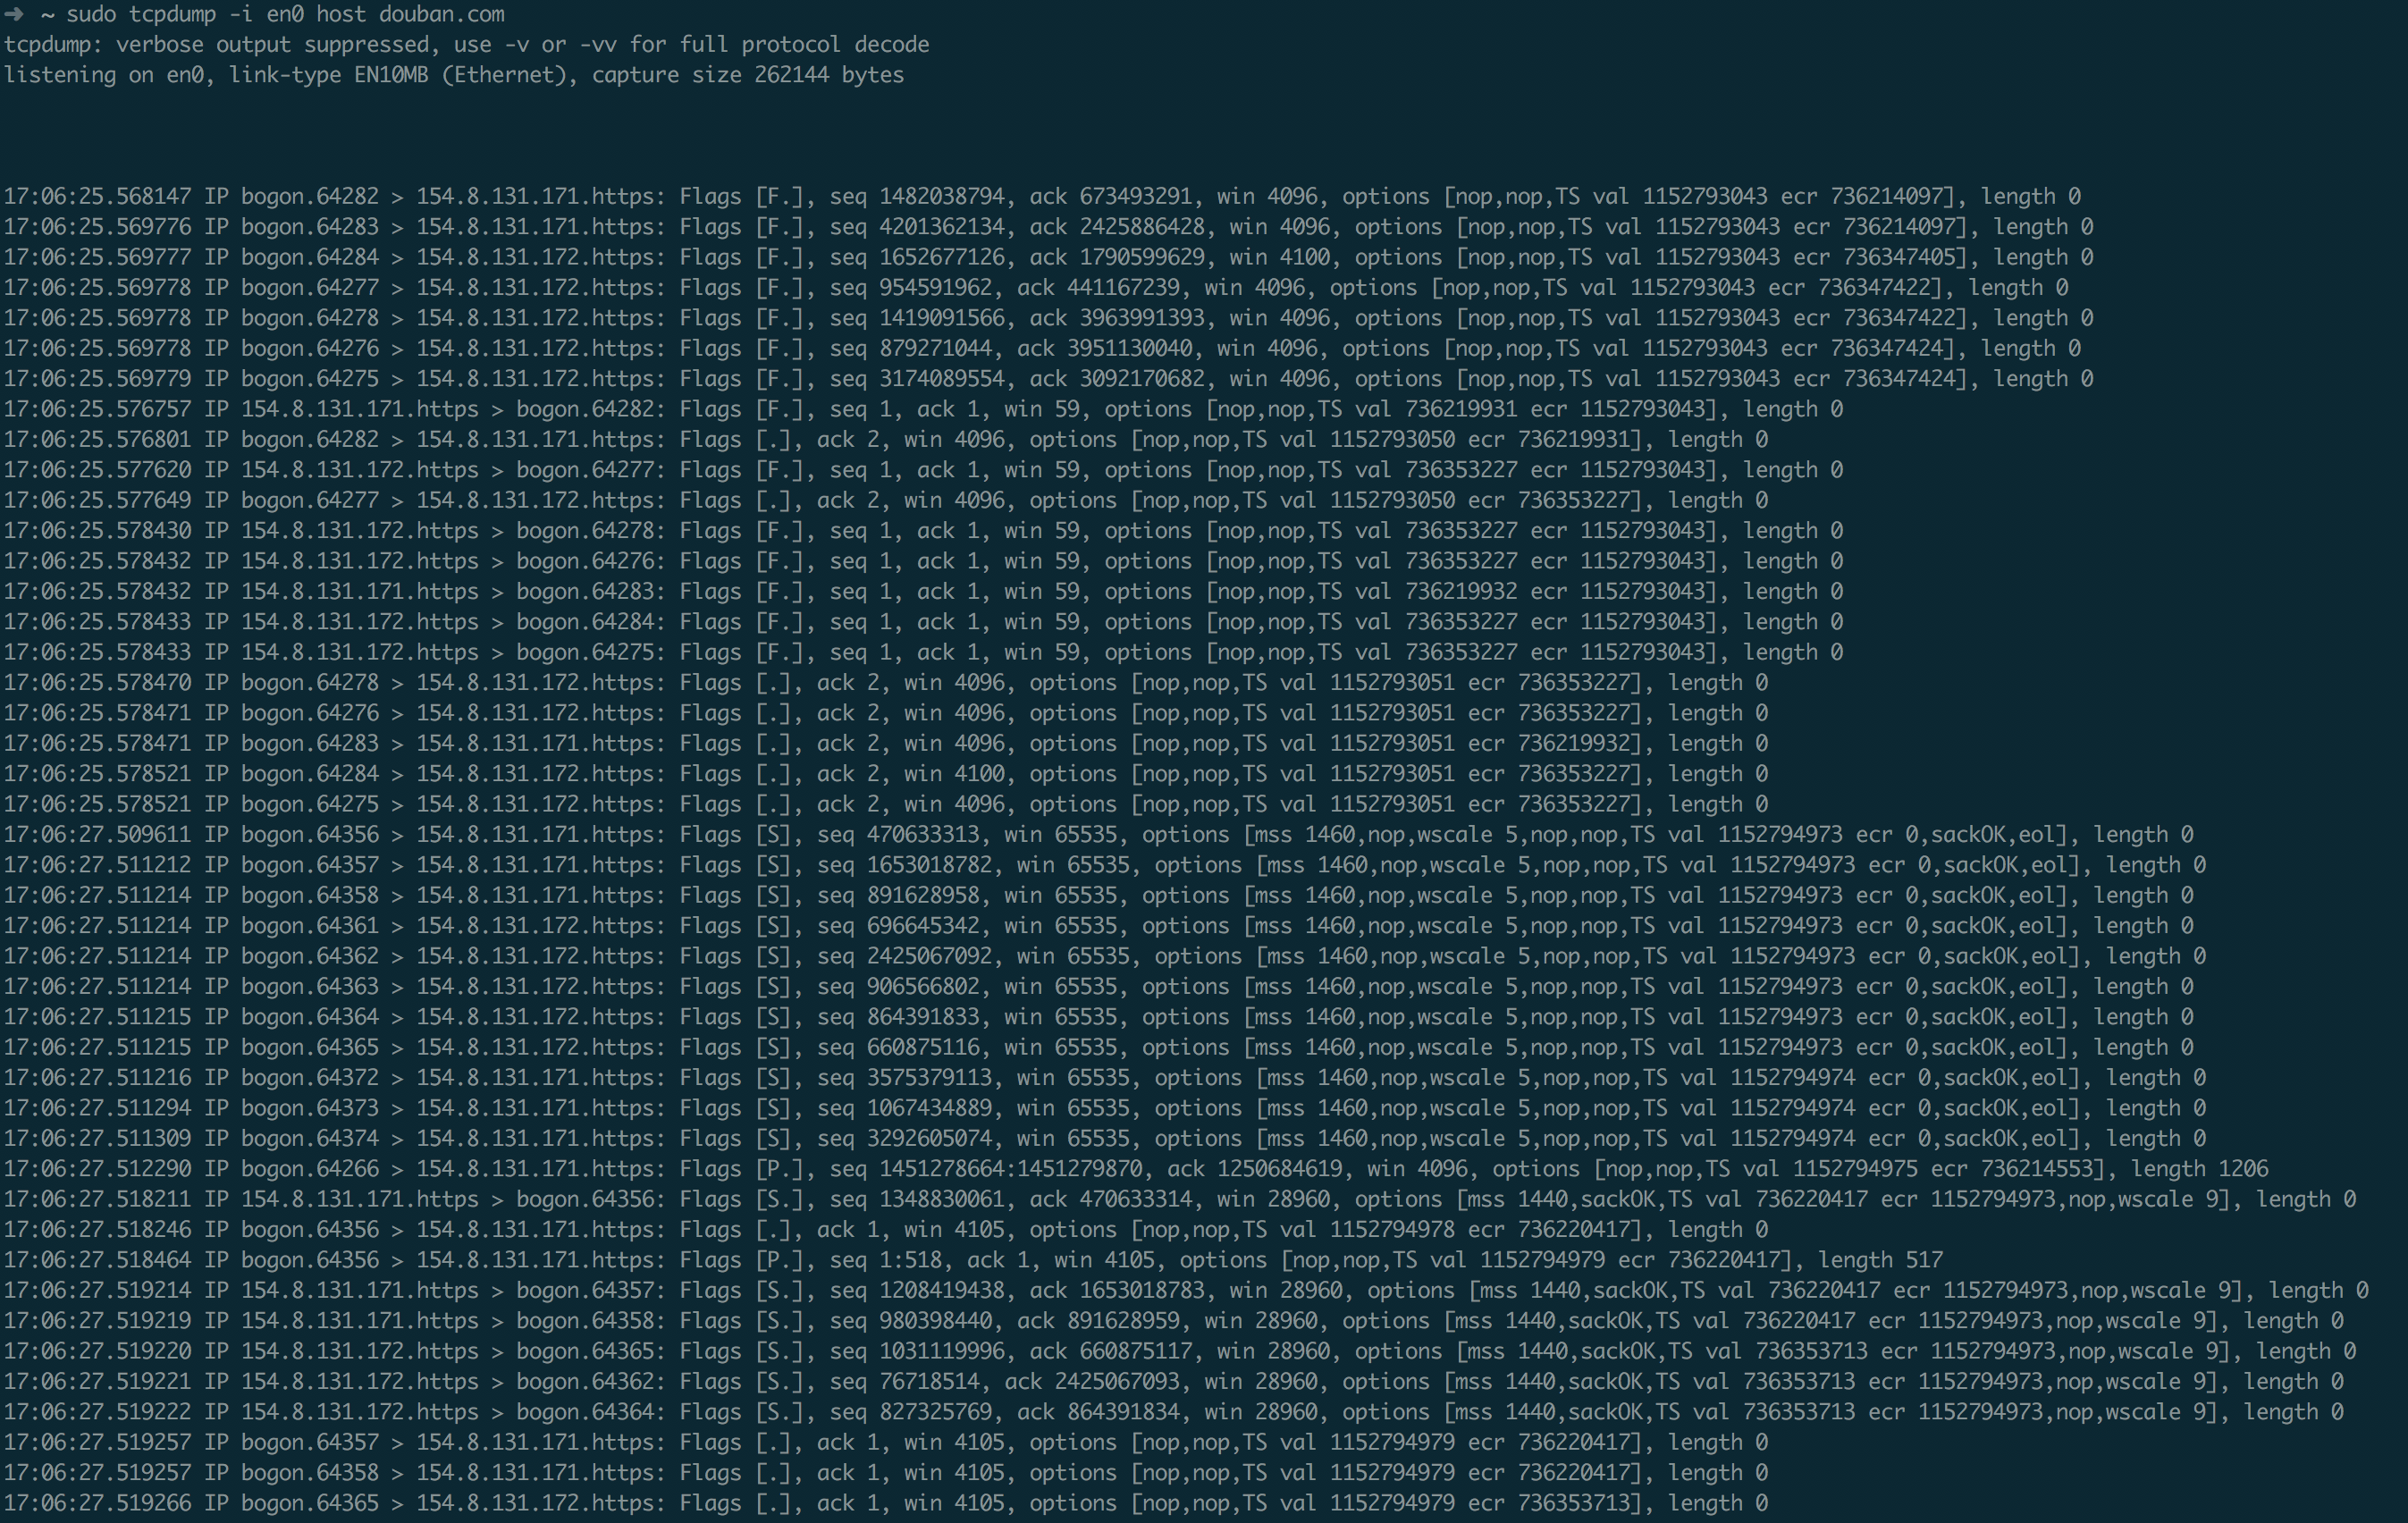 ➜ ~ sudo tcpdump -i en0 host douban.com
tcpdump: verbose output suppressed, use -v or -vv for full protocol decode
listening on en0, link-type EN10MB (Ethernet), capture size 262144 bytes
17:06:25.568147 IP bogon.64282 > 154.8.131.171.https: Flags [F.], seq 1482038794, ack 673493291, win 4096, options [nop,nop,TS val 1152793043 ecr 736214097], length 0
17:06:25.569776 IP bogon.64283 > 154.8.131.171.https: Flags [F.], seq 4201362134, ack 2425886428, win 4096, options [nop,nop,TS val 1152793043 ecr 736214097], length 0
17:06:25.569777 IP bogon.64284 > 154.8.131.172.https: Flags [F.], seq 1652677126, ack 1790599629, win 4100, options [nop,nop,TS val 1152793043 ecr 736347405], length 0
17:06:25.569778 IP bogon.64277 > 154.8.131.172.https: Flags [F.], seq 954591962, ack 441167239, win 4096, options [nop,nop,TS val 1152793043 ecr 736347422], length 0
17:06:25.569778 IP bogon.64278 > 154.8.131.172.https: Flags [F.], seq 1419091566, ack 3963991393, win 4096, options [nop,nop,TS val 1152793043 ecr 736347422], length 0
17:06:25.569778 IP bogon.64276 > 154.8.131.172.https: Flags [F.], seq 879271044, ack 3951130040, win 4096, options [nop,nop,TS val 1152793043 ecr 736347424], length 0
17:06:25.569779 IP bogon.64275 > 154.8.131.172.https: Flags [F.], seq 3174089554, ack 3092170682, win 4096, options [nop,nop,TS val 1152793043 ecr 736347424], length 0
17:06:25.576757 IP 154.8.131.171.https > bogon.64282: Flags [F.], seq 1, ack 1, win 59, options [nop,nop,TS val 736219931 ecr 1152793043], length 0
17:06:25.576801 IP bogon.64282 > 154.8.131.171.https: Flags [.], ack 2, win 4096, options [nop,nop,TS val 1152793050 ecr 736219931], length 0
17:06:25.577620 IP 154.8.131.172.https > bogon.64277: Flags [F.], seq 1, ack 1, win 59, options [nop,nop,TS val 736353227 ecr 1152793043], length 0
17:06:25.577649 IP bogon.64277 > 154.8.131.172.https: Flags [.], ack 2, win 4096, options [nop,nop,TS val 1152793050 ecr 736353227], length 0
17:06:25.578430 IP 154.8.131.172.https > bogon.64278: Flags [F.], seq 1, ack 1, win 59, options [nop,nop,TS val 736353227 ecr 1152793043], length 0
17:06:25.578432 IP 154.8.131.172.https > bogon.64276: Flags [F.], seq 1, ack 1, win 59, options [nop,nop,TS val 736353227 ecr 1152793043], length 0
17:06:25.578432 IP 154.8.131.171.https > bogon.64283: Flags [F.], seq 1, ack 1, win 59, options [nop,nop,TS val 736219932 ecr 1152793043], length 0
17:06:25.578433 IP 154.8.131.172.https > bogon.64284: Flags [F.], seq 1, ack 1, win 59, options [nop,nop,TS val 736353227 ecr 1152793043], length 0
17:06:25.578433 IP 154.8.131.172.https > bogon.64275: Flags [F.], seq 1, ack 1, win 59, options [nop,nop,TS val 736353227 ecr 1152793043], length 0
17:06:25.578470 IP bogon.64278 > 154.8.131.172.https: Flags [.], ack 2, win 4096, options [nop,nop,TS val 1152793051 ecr 736353227], length 0
17:06:25.578471 IP bogon.64276 > 154.8.131.172.https: Flags [.], ack 2, win 4096, options [nop,nop,TS val 1152793051 ecr 736353227], length 0
17:06:25.578471 IP bogon.64283 > 154.8.131.171.https: Flags [.], ack 2, win 4096, options [nop,nop,TS val 1152793051 ecr 736219932], length 0
17:06:25.578521 IP bogon.64284 > 154.8.131.172.https: Flags [.], ack 2, win 4100, options [nop,nop,TS val 1152793051 ecr 736353227], length 0
17:06:25.578521 IP bogon.64275 > 154.8.131.172.https: Flags [.], ack 2, win 4096, options [nop,nop,TS val 1152793051 ecr 736353227], length 0
17:06:27.509611 IP bogon.64356 > 154.8.131.171.https: Flags [S], seq 470633313, win 65535, options [mss 1460,nop,wscale 5,nop,nop,TS val 1152794973 ecr 0,sackOK,eol], length 0
17:06:27.511212 IP bogon.64357 > 154.8.131.171.https: Flags [S], seq 1653018782, win 65535, options [mss 1460,nop,wscale 5,nop,nop,TS val 1152794973 ecr 0,sackOK,eol], length 0
17:06:27.511214 IP bogon.64358 > 154.8.131.171.https: Flags [S], seq 891628958, win 65535, options [mss 1460,nop,wscale 5,nop,nop,TS val 1152794973 ecr 0,sackOK,eol], length 0
17:06:27.511214 IP bogon.64361 > 154.8.131.172.https: Flags [S], seq 696645342, win 65535, options [mss 1460,nop,wscale 5,nop,nop,TS val 1152794973 ecr 0,sackOK,eol], length 0
17:06:27.511214 IP bogon.64362 > 154.8.131.172.https: Flags [S], seq 2425067092, win 65535, options [mss 1460,nop,wscale 5,nop,nop,TS val 1152794973 ecr 0,sackOK,eol], length 0
17:06:27.511214 IP bogon.64363 > 154.8.131.172.https: Flags [S], seq 906566802, win 65535, options [mss 1460,nop,wscale 5,nop,nop,TS val 1152794973 ecr 0,sackOK,eol], length 0
17:06:27.511215 IP bogon.64364 > 154.8.131.172.https: Flags [S], seq 864391833, win 65535, options [mss 1460,nop,wscale 5,nop,nop,TS val 1152794973 ecr 0,sackOK,eol], length 0
17:06:27.511215 IP bogon.64365 > 154.8.131.172.https: Flags [S], seq 660875116, win 65535, options [mss 1460,nop,wscale 5,nop,nop,TS val 1152794973 ecr 0,sackOK,eol], length 0
17:06:27.511216 IP bogon.64372 > 154.8.131.171.https: Flags [S], seq 3575379113, win 65535, options [mss 1460,nop,wscale 5,nop,nop,TS val 1152794974 ecr 0,sackOK,eol], length 0
17:06:27.511294 IP bogon.64373 > 154.8.131.171.https: Flags [S], seq 1067434889, win 65535, options [mss 1460,nop,wscale 5,nop,nop,TS val 1152794974 ecr 0,sackOK,eol], length 0
17:06:27.511309 IP bogon.64374 > 154.8.131.171.https: Flags [S], seq 3292605074, win 65535, options [mss 1460,nop,wscale 5,nop,nop,TS val 1152794974 ecr 0,sackOK,eol], length 0
17:06:27.512290 IP bogon.64266 > 154.8.131.171.https: Flags [P.], seq 1451278664:1451279870, ack 1250684619, win 4096, options [nop,nop,TS val 1152794975 ecr 736214553], length 1206
17:06:27.518211 IP 154.8.131.171.https > bogon.64356: Flags [S.], seq 1348830061, ack 470633314, win 28960, options [mss 1440,sackOK,TS val 736220417 ecr 1152794973,nop,wscale 9], length 0
17:06:27.518246 IP bogon.64356 > 154.8.131.171.https: Flags [.], ack 1, win 4105, options [nop,nop,TS val 1152794978 ecr 736220417], length 0
17:06:27.518464 IP bogon.64356 > 154.8.131.171.https: Flags [P.], seq 1:518, ack 1, win 4105, options [nop,nop,TS val 1152794979 ecr 736220417], length 517
17:06:27.519214 IP 154.8.131.171.https > bogon.64357: Flags [S.], seq 1208419438, ack 1653018783, win 28960, options [mss 1440,sackOK,TS val 736220417 ecr 1152794973,nop,wscale 9], length 0
17:06:27.519219 IP 154.8.131.171.https > bogon.64358: Flags [S.], seq 980398440, ack 891628959, win 28960, options [mss 1440,sackOK,TS val 736220417 ecr 1152794973,nop,wscale 9], length 0
17:06:27.519220 IP 154.8.131.172.https > bogon.64365: Flags [S.], seq 1031119996, ack 660875117, win 28960, options [mss 1440,sackOK,TS val 736353713 ecr 1152794973,nop,wscale 9], length 0
17:06:27.519221 IP 154.8.131.172.https > bogon.64362: Flags [S.], seq 76718514, ack 2425067093, win 28960, options [mss 1440,sackOK,TS val 736353713 ecr 1152794973,nop,wscale 9], length 0
17:06:27.519222 IP 154.8.131.172.https > bogon.64364: Flags [S.], seq 827325769, ack 864391834, win 28960, options [mss 1440,sackOK,TS val 736353713 ecr 1152794973,nop,wscale 9], length 0
17:06:27.519257 IP bogon.64357 > 154.8.131.171.https: Flags [.], ack 1, win 4105, options [nop,nop,TS val 1152794979 ecr 736220417], length 0
17:06:27.519257 IP bogon.64358 > 154.8.131.171.https: Flags [.], ack 1, win 4105, options [nop,nop,TS val 1152794979 ecr 736220417], length 0
17:06:27.519266 IP bogon.64365 > 154.8.131.172.https: Flags [.], ack 1, win 4105, options [nop,nop,TS val 1152794979 ecr 736353713], length 0